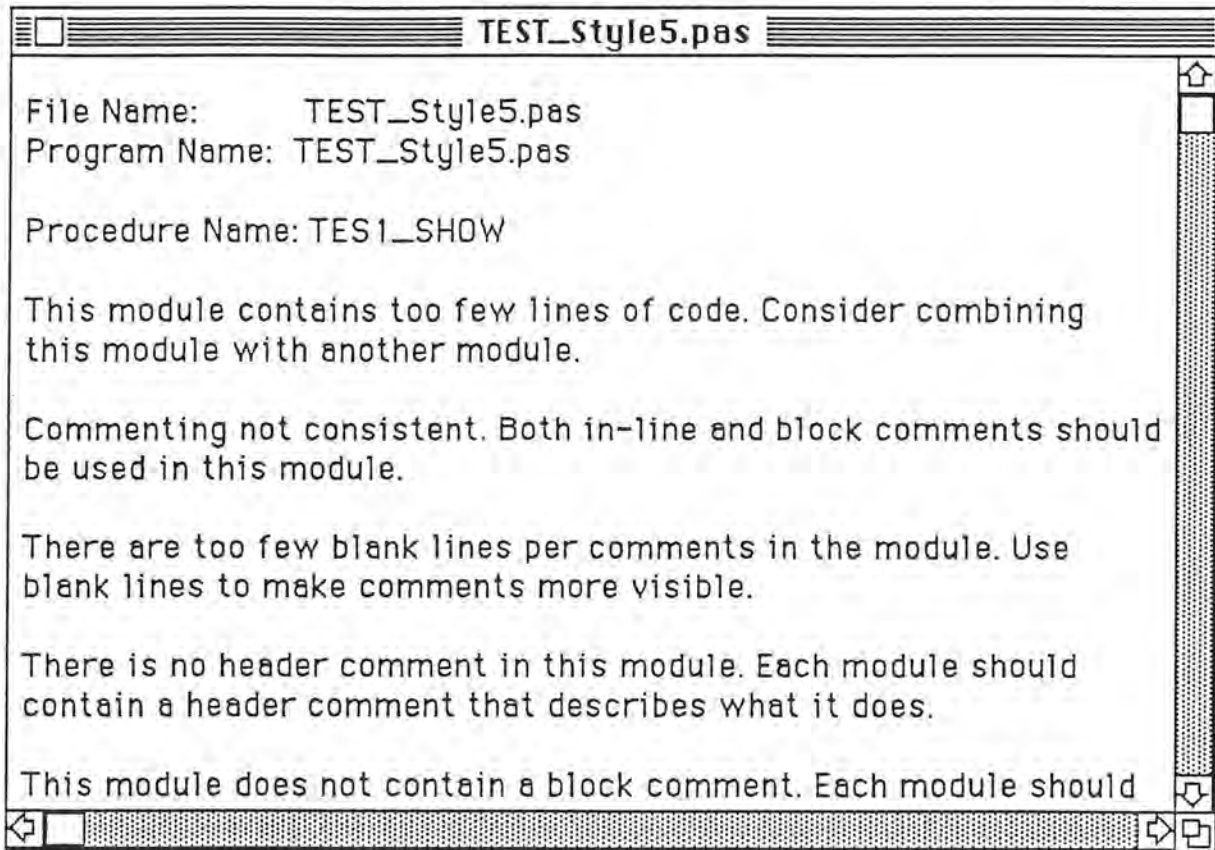 TEST_Style5.pas
File Name: TEST_Style5.pas
Program Name: TEST_Style5.pas
Procedure Name: TES1_SHOW
This module contains too few lines of code. Consider combining
this module with another module.
Commenting not consistent. Both in-line and block comments should
be used in this module.
There are too few blank lines per comments in the module. Use
blank lines to make comments more visible.
There is no header comment in this module. Each module should
contain a header comment that describes what it does.
This module does not contain a block comment. Each module should